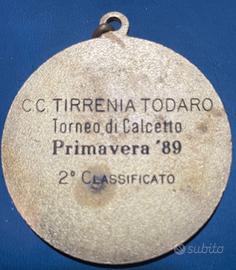 C.C. TIRRENIA TODARO
Torneo di Calcetto
Primavera '89
2° CLASSIFICATO
subito